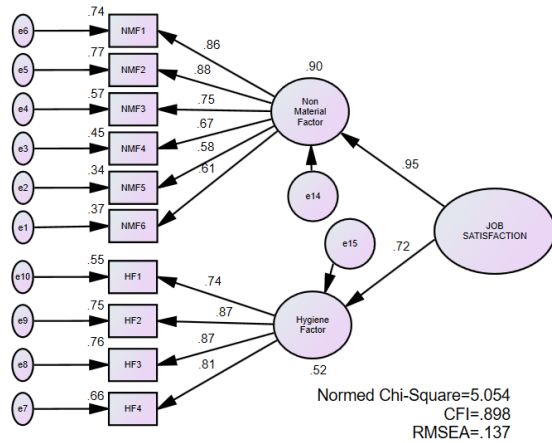 e6
.74
NMF1
.86
e5
.77
NMF2
.88
.90
e4
.57
NMF3
.75
Non
Material
Factor
e3
.45
NMF4
.67
e2
.34
NMF5
.58
.95
e14
e1
.37
NMF6
.61
JOB
SATISFACTION
e15
.72
e10
.55
HF1
.74
e9
.75
HF2
.87
Hygiene
Factor
e8
.76
HF3
.87
.52
e7
.66
HF4
.81
Normed Chi-Square=5.054
CFI=.898
RMSEA=.137